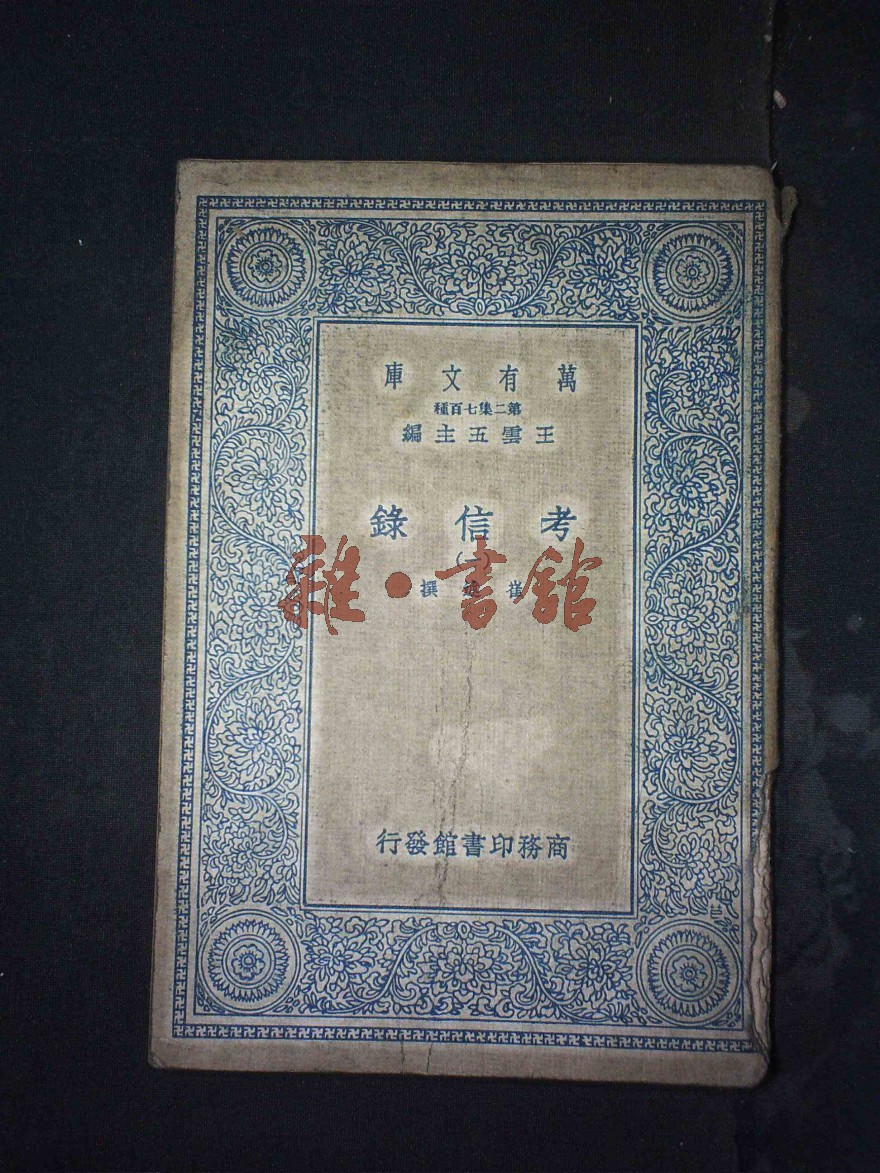 萬有文庫
第二集七百種
王雲五主編
考信錄
崔 撰
雜·書館
商務印書館發行